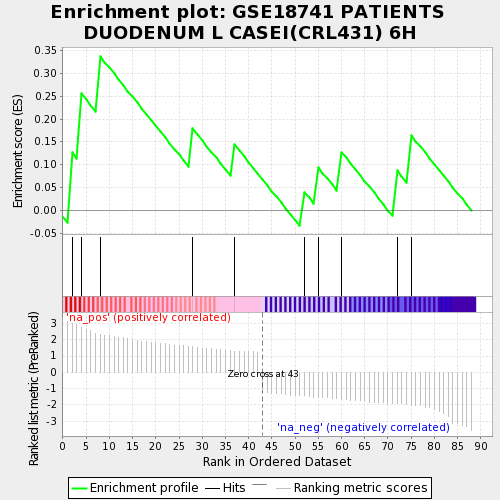 Enrichment plot: GSE18741 PATIENTS
DUODENUM L CASEI(CRL431) 6H
Enrichment score (ES)
0.35
0.30
0.25
0.20
0.15
0.10
0.05
0.00
-0.05
'na_pos' (positively correlated)
Ranked list metric (PreRanked)
3
2
1
0
-1
-2
-3
Zero cross at 43
'na_neg' (negatively correlated)
0 5 10 15 20 25 30 35 40 45 50 55 60 65 70 75 80 85 90
Rank in Ordered Dataset
Enrichment profile Hits Ranking metric scores